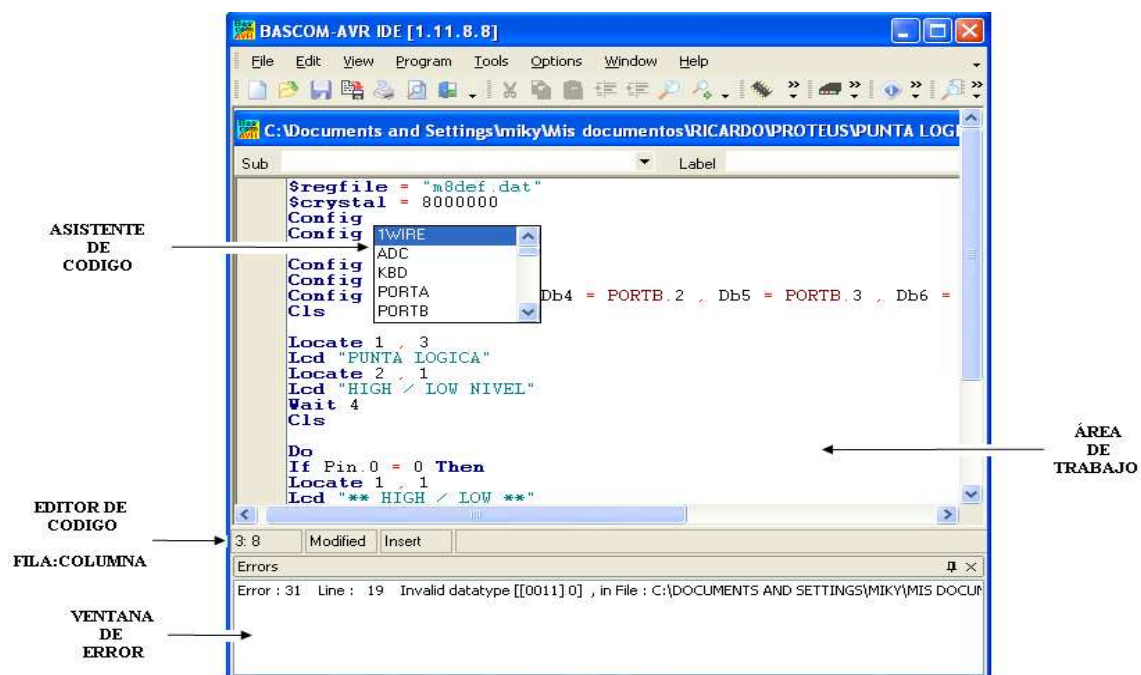 BASCOM-AVR IDE [1.11.8.8]
File Edit View Program Tools Options Window Help
C:\Documents and Settings\miky\Mis documentos\RICARDO\PROTEUS\PUNTA LOGI
Sub Label
$regfile = "m8def.dat"
$crystal = 8000000
Config
Config
1WIRE
ADC
KBD
PORTA
PORTB
Config
Config
Config Db4 = PORTB.2 , Db5 = PORTB.3 , Db6 =
Cls
Locate 1 , 3
Lcd "PUNTA LOGICA"
Locate 2 , 1
Lcd "HIGH / LOW NIVEL"
Wait 4
Cls
Do
If Pin.0 = 0 Then
Locate 1 , 1
Lcd "** HIGH / LOW **"
3: 8 Modified Insert
Errors
Error : 31 Line : 19 Invalid datatype [[0011] 0] , in File : C:\DOCUMENTS AND SETTINGS\MIKY\MIS DOCUM
ASISTENTE
DE
CODIGO
ÁREA
DE
TRABAJO
EDITOR DE
CODIGO
FILA:COLUMNA
VENTANA
DE
ERROR